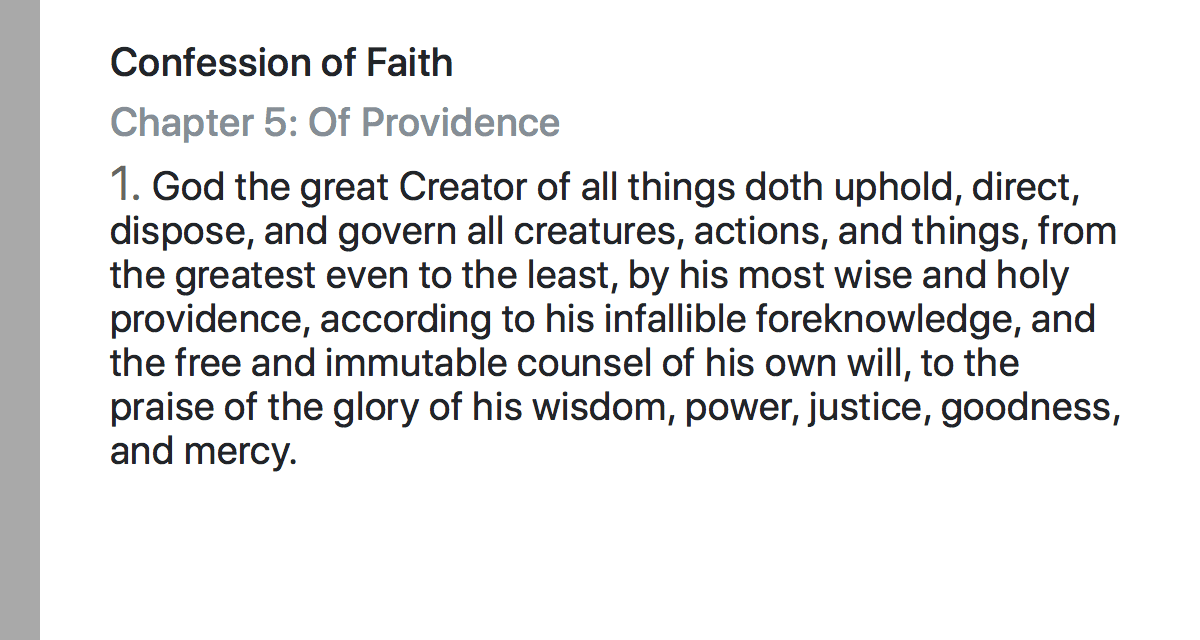 Confession of Faith
Chapter 5: Of Providence
1. God the great Creator of all things doth uphold, direct,
dispose, and govern all creatures, actions, and things, from
the greatest even to the least, by his most wise and holy
providence, according to his infallible foreknowledge, and
the free and immutable counsel of his own will, to the
praise of the glory of his wisdom, power, justice, goodness,
and mercy.